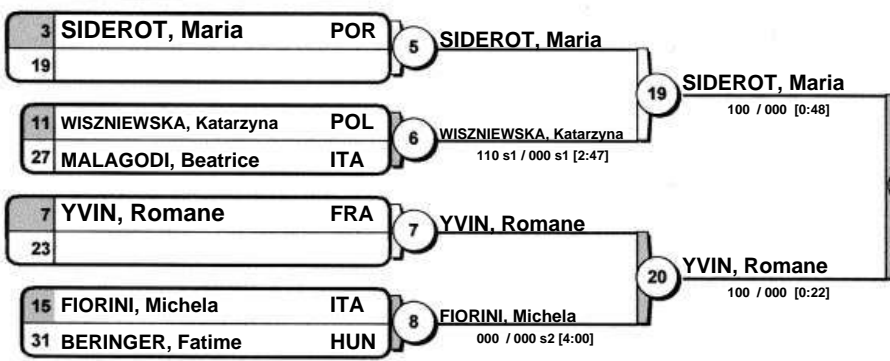 3 SIDEROT, Maria POR
19
5
SIDEROT, Maria
11 WISZNIEWSKA, Katarzyna POL
27 MALAGODI, Beatrice ITA
6
WISZNIEWSKA, Katarzyna
110 s1 / 000 s1 [2:47]
19
SIDEROT, Maria
100 / 000 [0:48]
7 YVIN, Romane FRA
23
7
YVIN, Romane
15 FIORINI, Michela ITA
31 BERINGER, Fatime HUN
8
FIORINI, Michela
000 / 000 s2 [4:00]
20
YVIN, Romane
100 / 000 [0:22]